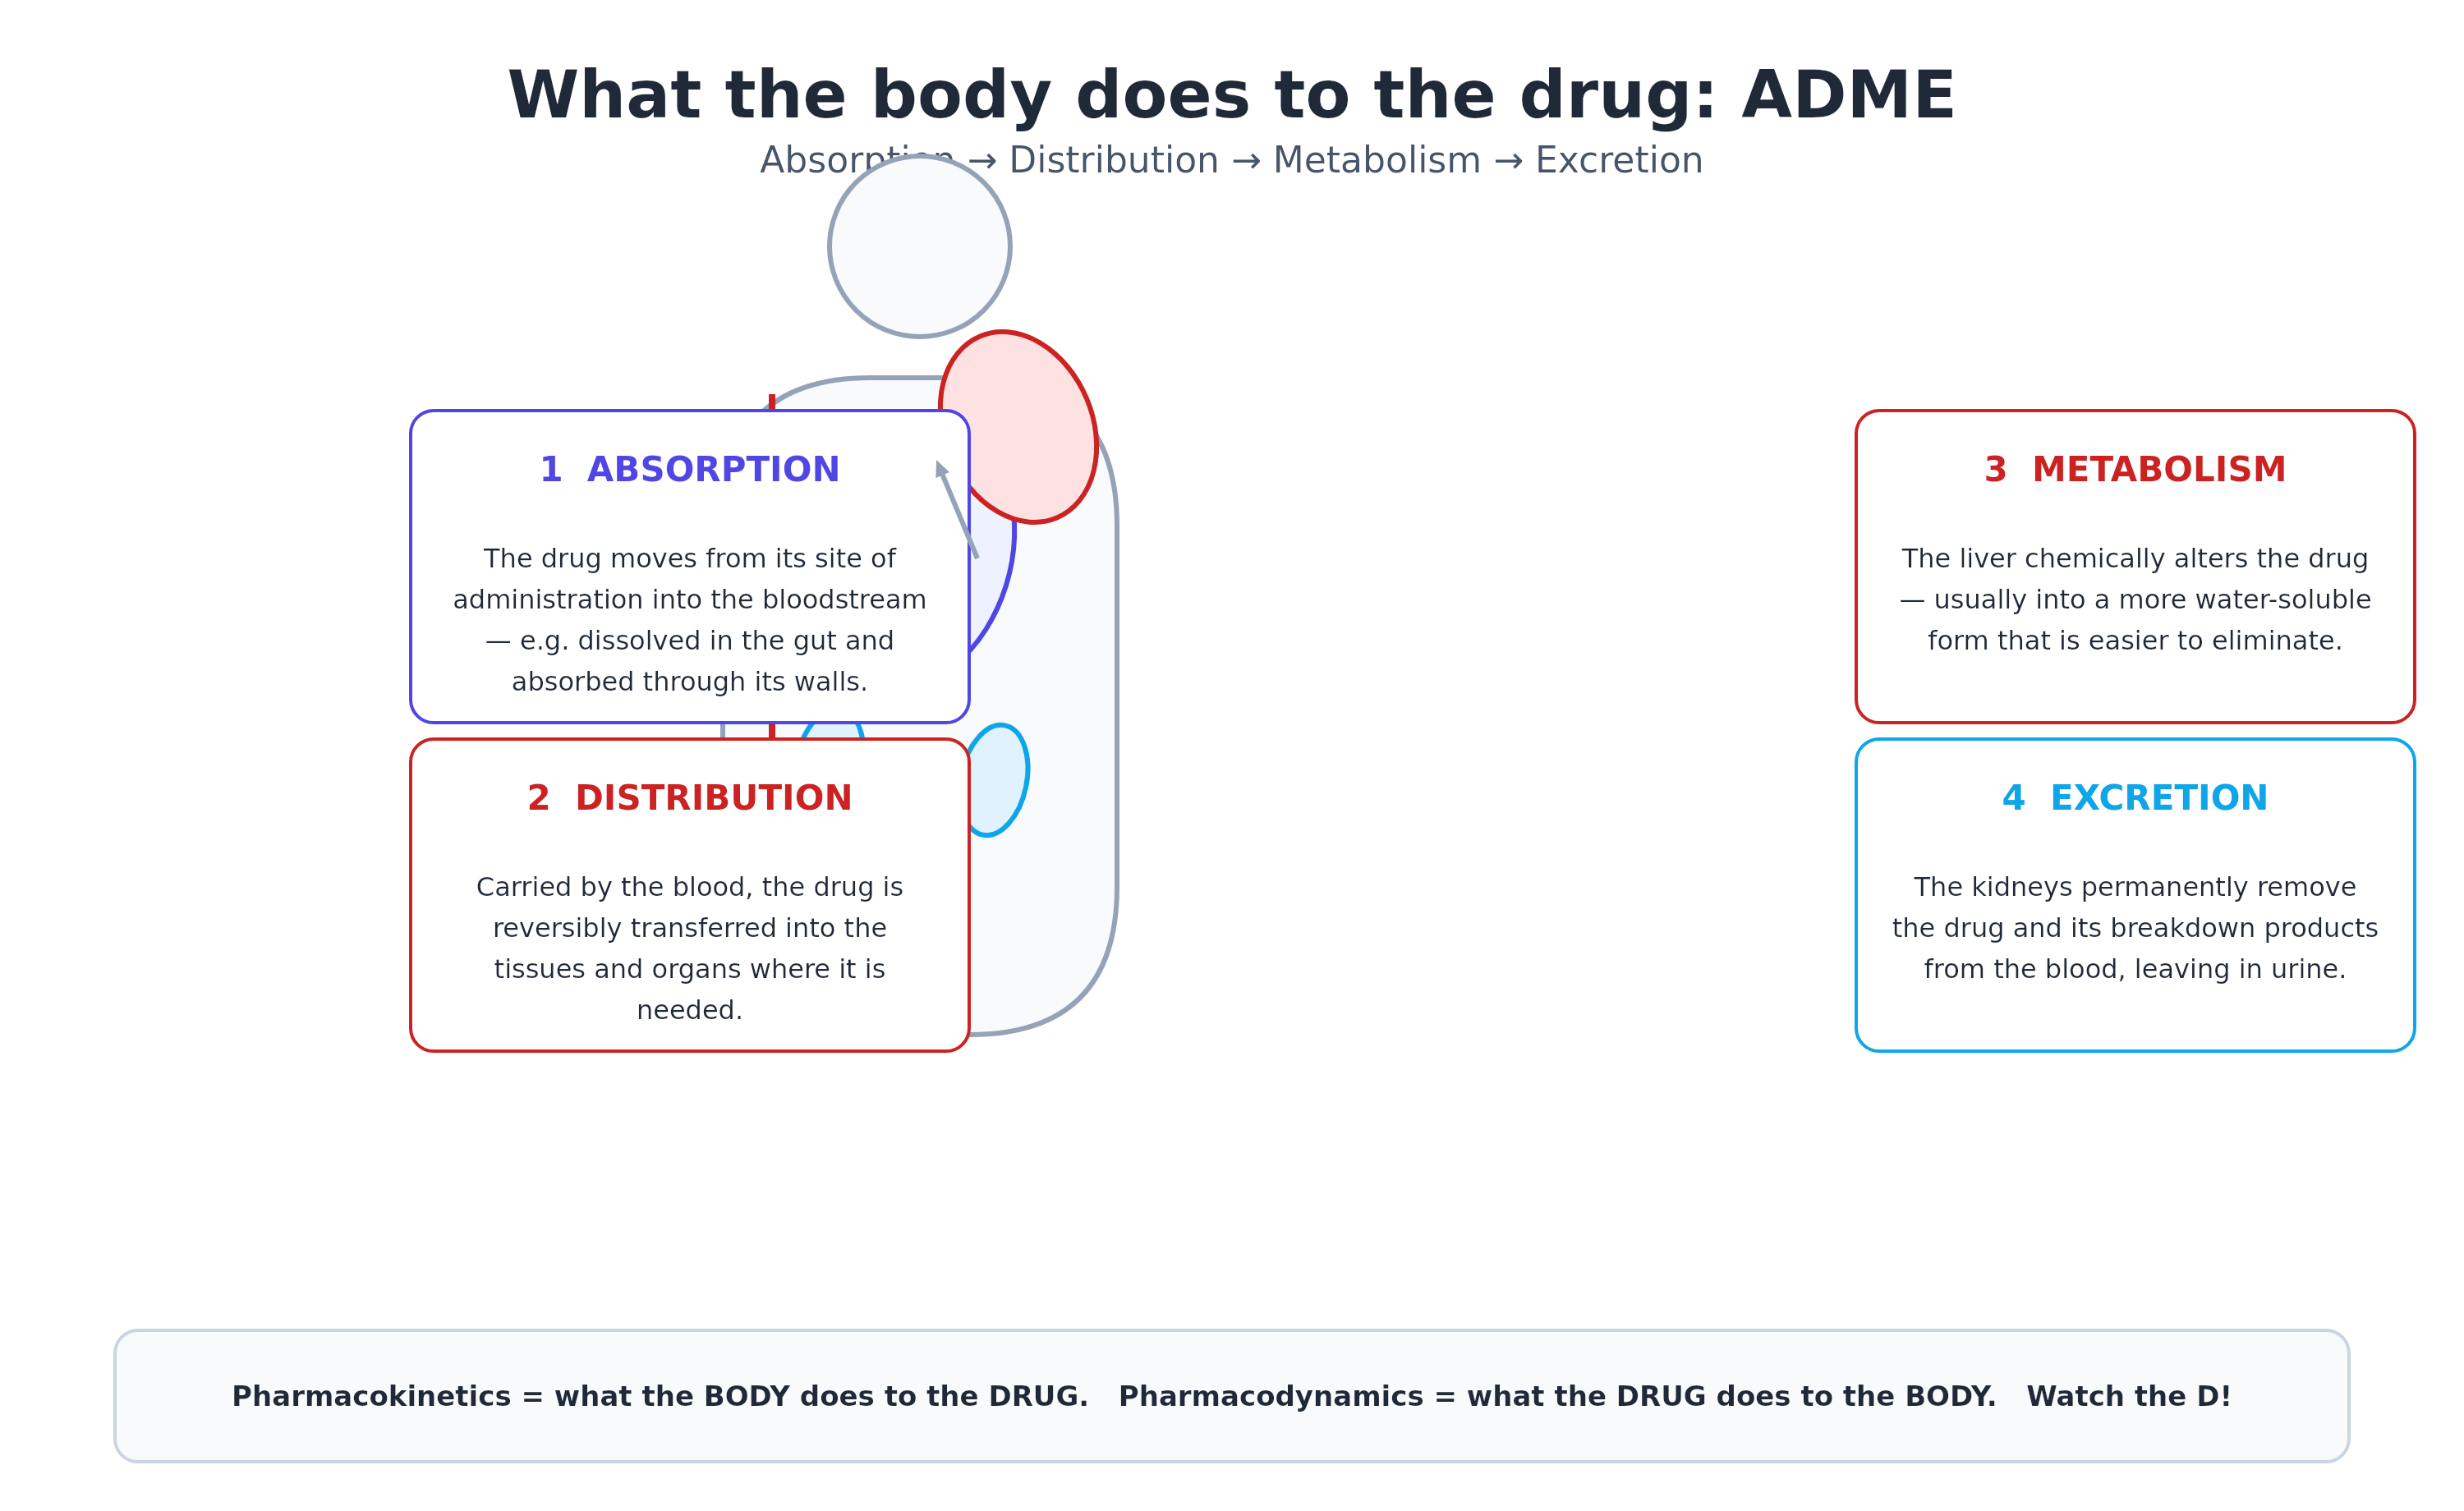 What the body does to the drug: ADME
Absorption → Distribution → Metabolism → Excretion
1 ABSORPTION
The drug moves from its site of
administration into the bloodstream
— e.g. dissolved in the gut and
absorbed through its walls.
2 DISTRIBUTION
Carried by the blood, the drug is
reversibly transferred into the
tissues and organs where it is
needed.
3 METABOLISM
The liver chemically alters the drug
— usually into a more water-soluble
form that is easier to eliminate.
4 EXCRETION
The kidneys permanently remove
the drug and its breakdown products
from the blood, leaving in urine.
Pharmacokinetics = what the BODY does to the DRUG. Pharmacodynamics = what the DRUG does to the BODY. Watch the D!